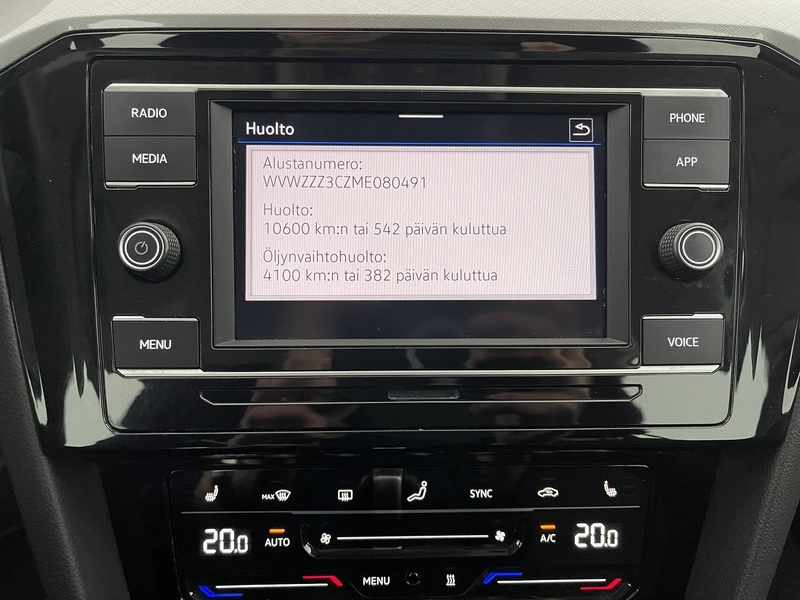 RADIO
MEDIA
MENU
PHONE
APP
VOICE
Huolto
Alustanumero:
WVWZZZ3CZME080491
Huolto:
10600 km:n tai 542 päivän kuluttua
Öljynvaihtohuolto:
4100 km:n tai 382 päivän kuluttua
MAX
SYNC
20.0
AUTO
A/C
20.0
MENU